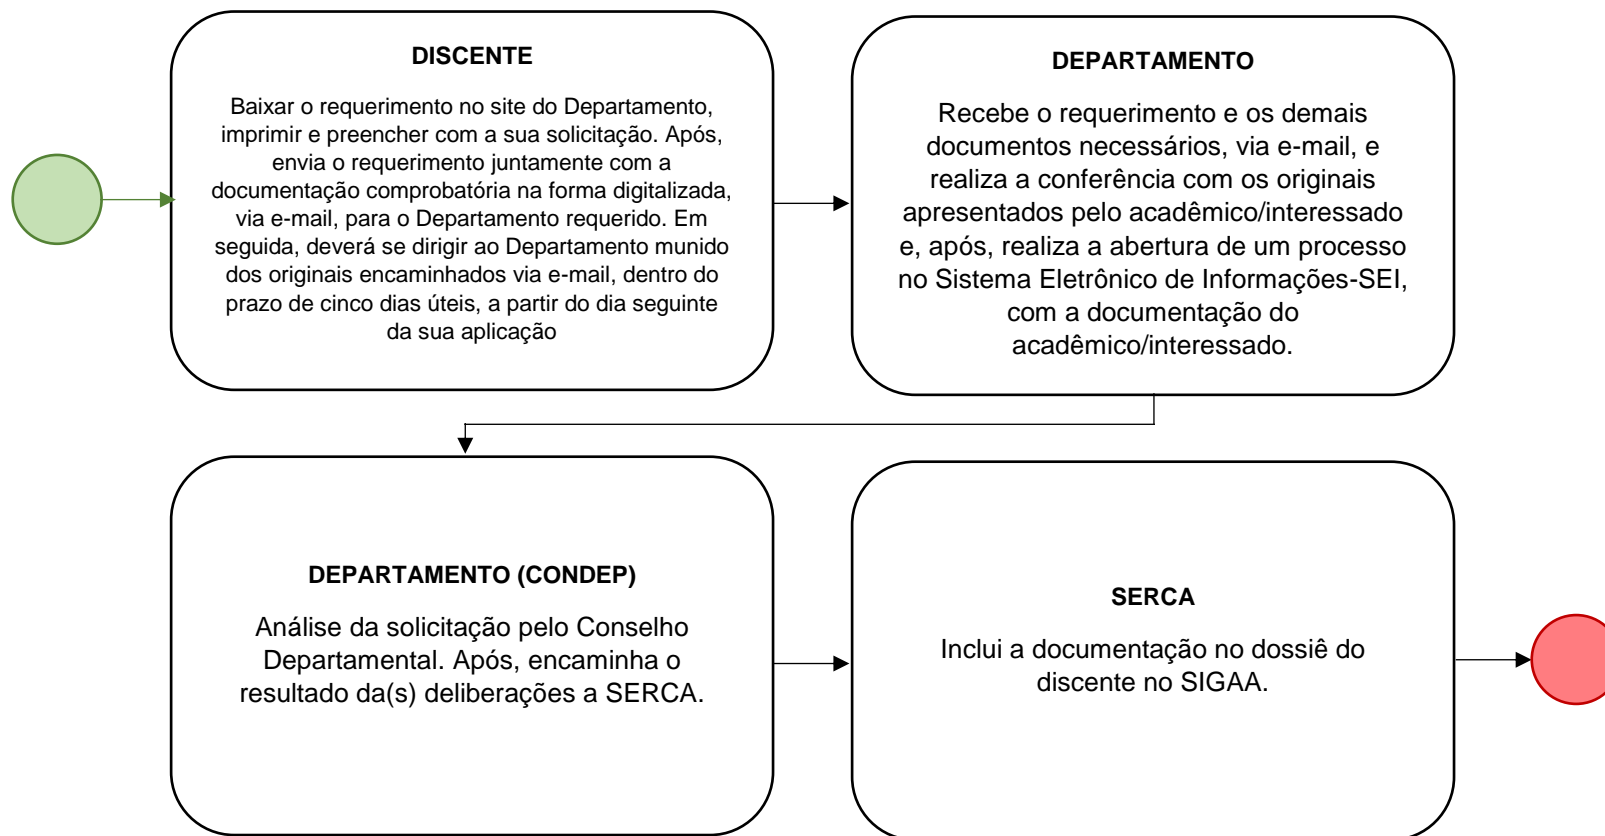 DISCENTE
Baixar o requerimento no site do Departamento,
imprimir e preencher com a sua solicitação. Após,
envia o requerimento juntamente com a
documentação comprobatória na forma digitalizada,
via e-mail, para o Departamento requerido. Em
seguida, deverá se dirigir ao Departamento munido
dos originais encaminhados via e-mail, dentro do
prazo de cinco dias úteis, a partir do dia seguinte
da sua aplicação
DEPARTAMENTO
Recebe o requerimento e os demais
documentos necessários, via e-mail, e
realiza a conferência com os originais
apresentados pelo acadêmico/interessado
e, após, realiza a abertura de um processo
no Sistema Eletrônico de Informações-SEI,
com a documentação do
acadêmico/interessado.
DEPARTAMENTO (CONDEP)
Análise da solicitação pelo Conselho
Departamental. Após, encaminha o
resultado da(s) deliberações a SERCA.
SERCA
Inclui a documentação no dossiê do
discente no SIGAA.